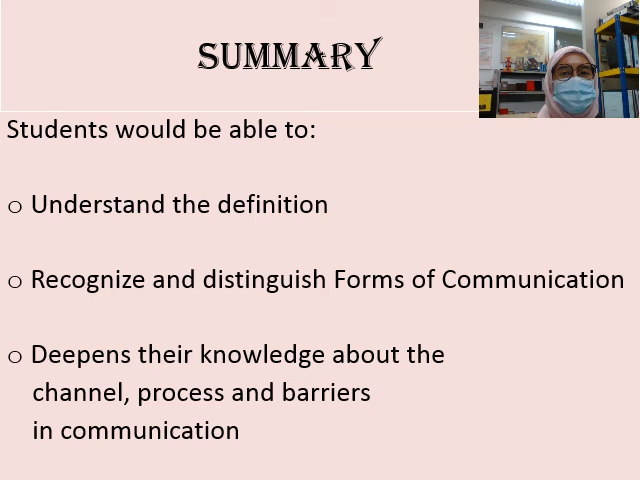 SUMMARY
Students would be able to:
o Understand the definition
o Recognize and distinguish Forms of Communication
o Deepens their knowledge about the
channel, process and barriers
in communication